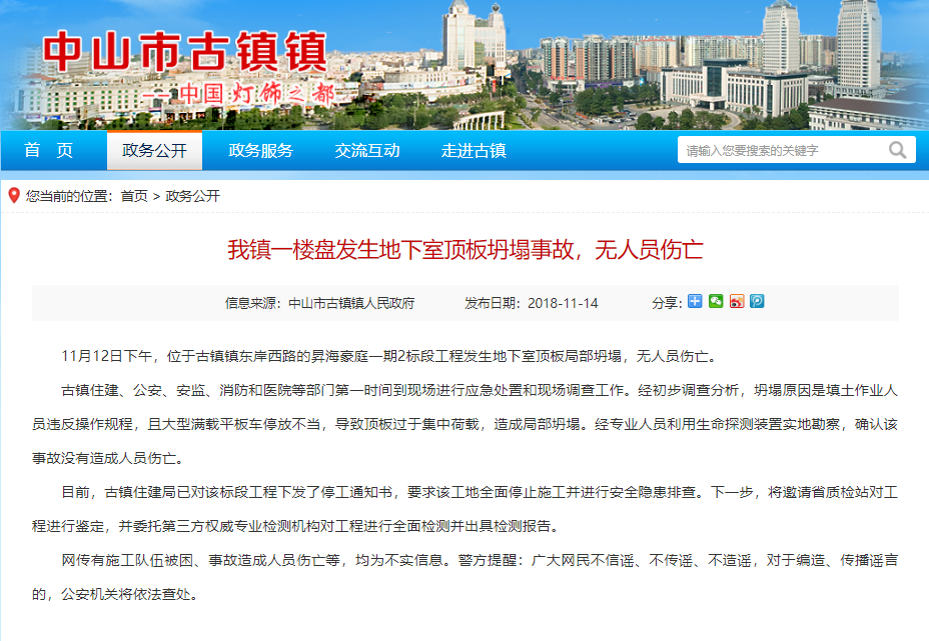 中山市古镇镇
——中国灯饰之都
首 页 政务公开 政务服务 交流互动 走进古镇 请输入您要搜索的关键字
您当前的位置：首页 > 政务公开
我镇一楼盘发生地下室顶板坍塌事故，无人员伤亡
信息来源：中山市古镇镇人民政府 发布日期：2018-11-14 分享：
11月12日下午，位于古镇镇东岸西路的昇海豪庭一期2标段工程发生地下室顶板局部坍塌，无人员伤亡。
古镇住建、公安、安监、消防和医院等部门第一时间到现场进行应急处置和现场调查工作。经初步调查分析，坍塌原因是填土作业人
员违反操作规程，且大型满载平板车停放不当，导致顶板过于集中荷载，造成局部坍塌。经专业人员利用生命探测装置实地勘察，确认该
事故没有造成人员伤亡。
目前，古镇住建局已对该标段工程下发了停工通知书，要求该工地全面停止施工并进行安全隐患排查。下一步，将邀请省质检站对工
程进行鉴定，并委托第三方权威专业检测机构对工程进行全面检测并出具检测报告。
网传有施工队伍被困、事故造成人员伤亡等，均为不实信息。警方提醒：广大网民不信谣、不传谣、不造谣，对于编造、传播谣言
的，公安机关将依法查处。